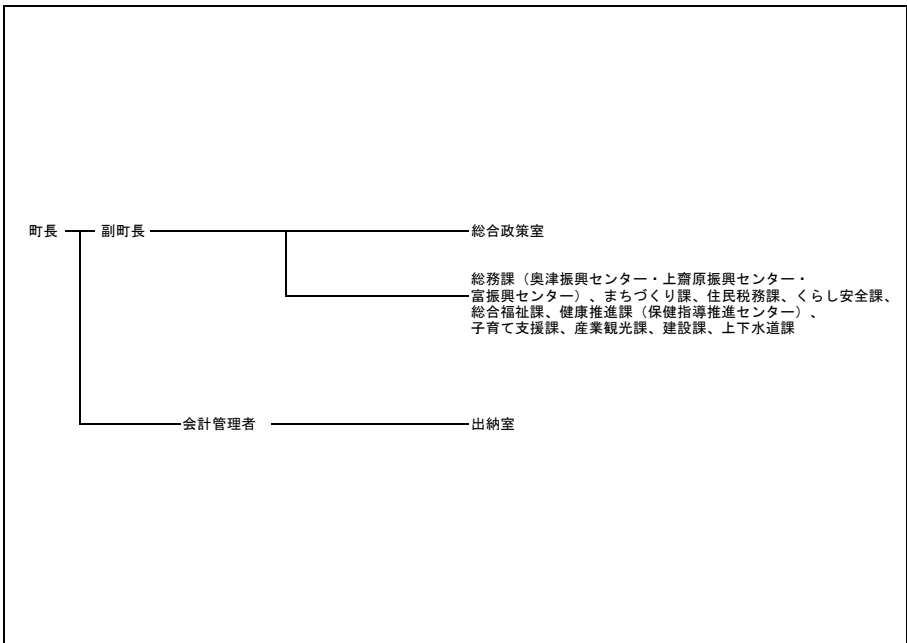 町長
副町長
総合政策室
総務課（奥津振興センター・上齋原振興センター・
富振興センター）、まちづくり課、住民税務課、くらし安全課、
総合福祉課、健康推進課（保健指導推進センター）、
子育て支援課、産業観光課、建設課、上下水道課
会計管理者
出納室